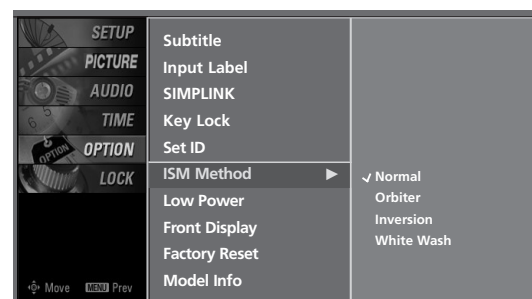 SETUP
PICTURE
AUDIO
TIME
OPTION
LOCK
Move MENU Prev
Subtitle
Input Label
SIMPLINK
Key Lock
Set ID
ISM Method ▶
Low Power
Front Display
Factory Reset
Model Info
✓ Normal
Orbiter
Inversion
White Wash